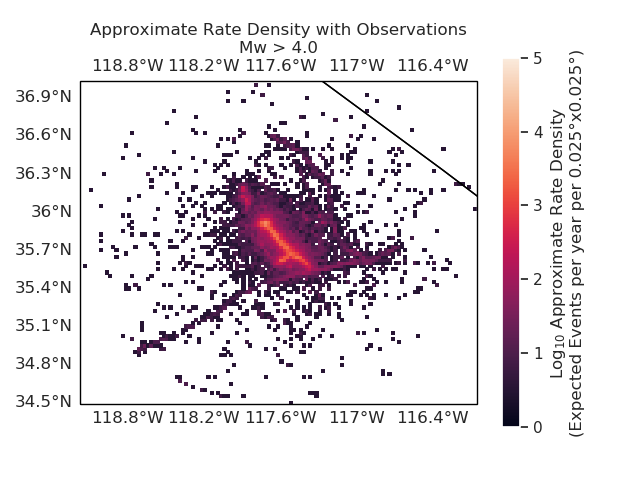 Approximate Rate Density with Observations
Mw > 4.0
118.8°W 118.2°W 117.6°W 117°W 116.4°W
36.9°N
36.6°N
36.3°N
36°N
35.7°N
35.4°N
35.1°N
34.8°N
34.5°N
118.8°W 118.2°W 117.6°W 117°W 116.4°W
5
4
3
2
1
0
Log₁₀ Approximate Rate Density
(Expected Events per year per 0.025°x0.025°)